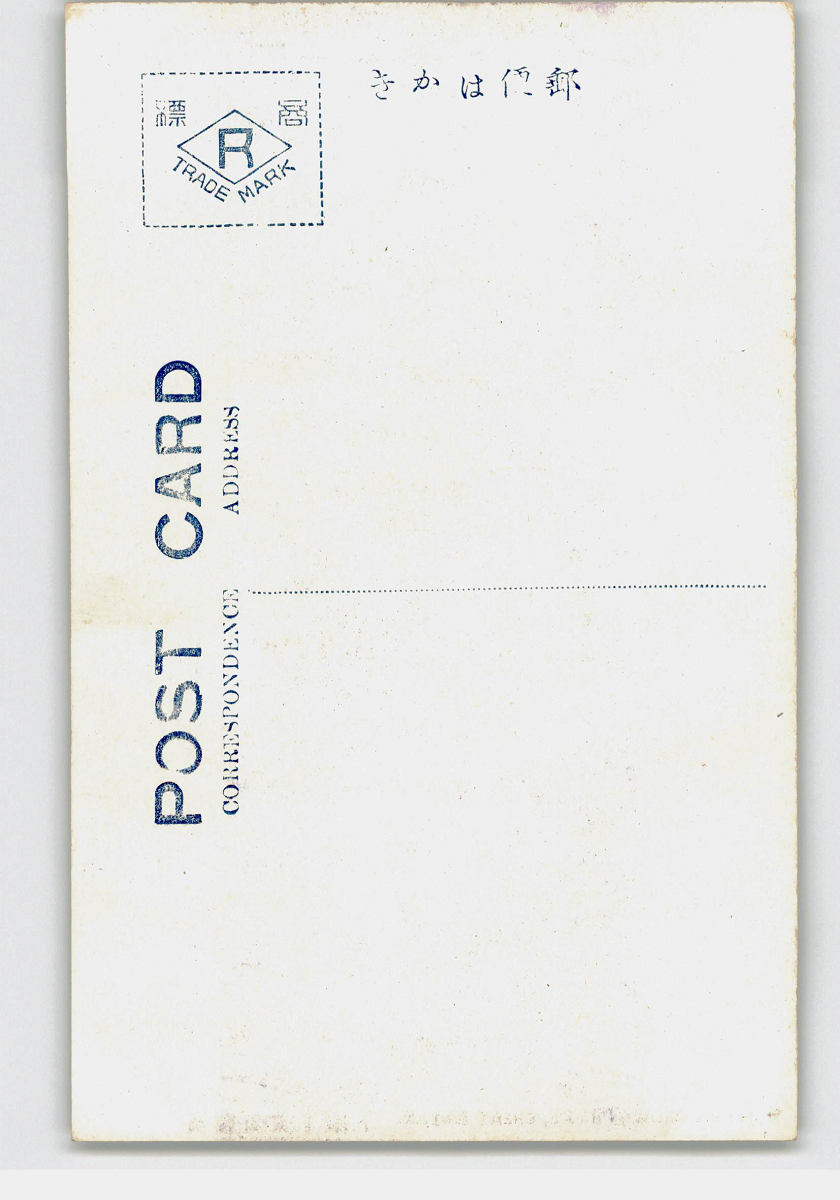 郵便はかき
商標
R
TRADE MARK
POST CARD
CORRESPONDENCE
ADDRESS